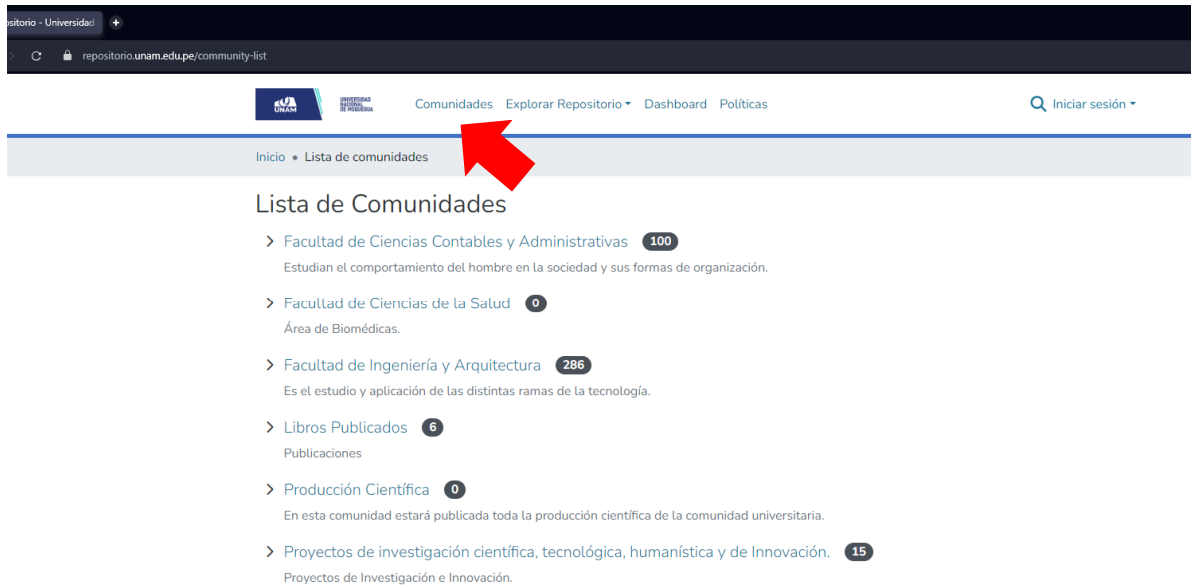 ositorio - Universidad
repositorio.unam.edu.pe/community-list
UNAM
UNIVERSIDAD
NACIONAL
DE MOQUEGUA
Comunidades Explorar Repositorio Dashboard Políticas Iniciar sesión
Inicio • Lista de comunidades
Lista de Comunidades
Facultad de Ciencias Contables y Administrativas 100
Estudian el comportamiento del hombre en la sociedad y sus formas de organización.
Facultad de Ciencias de la Salud 0
Área de Biomédicas.
Facultad de Ingeniería y Arquitectura 286
Es el estudio y aplicación de las distintas ramas de la tecnología.
Libros Publicados 6
Publicaciones
Producción Científica 0
En esta comunidad estará publicada toda la producción científica de la comunidad universitaria.
Proyectos de investigación científica, tecnológica, humanística y de Innovación. 15
Proyectos de Investigación e Innovación.